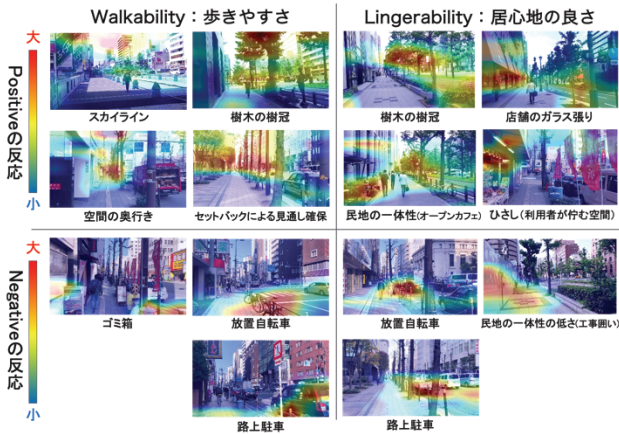 Walkability：歩きやすさ
Lingerability：居心地の良さ
大
Positiveの反応
小
スカイライン
樹木の樹冠
樹木の樹冠
店舗のガラス張り
空間の奥行き
セットバックによる見通し確保
民地の一体性(オープンカフェ)
ひさし(利用者が佇む空間)
大
Negativeの反応
小
ゴミ箱
放置自転車
放置自転車
民地の一体性の低さ(工事囲い)
路上駐車
路上駐車